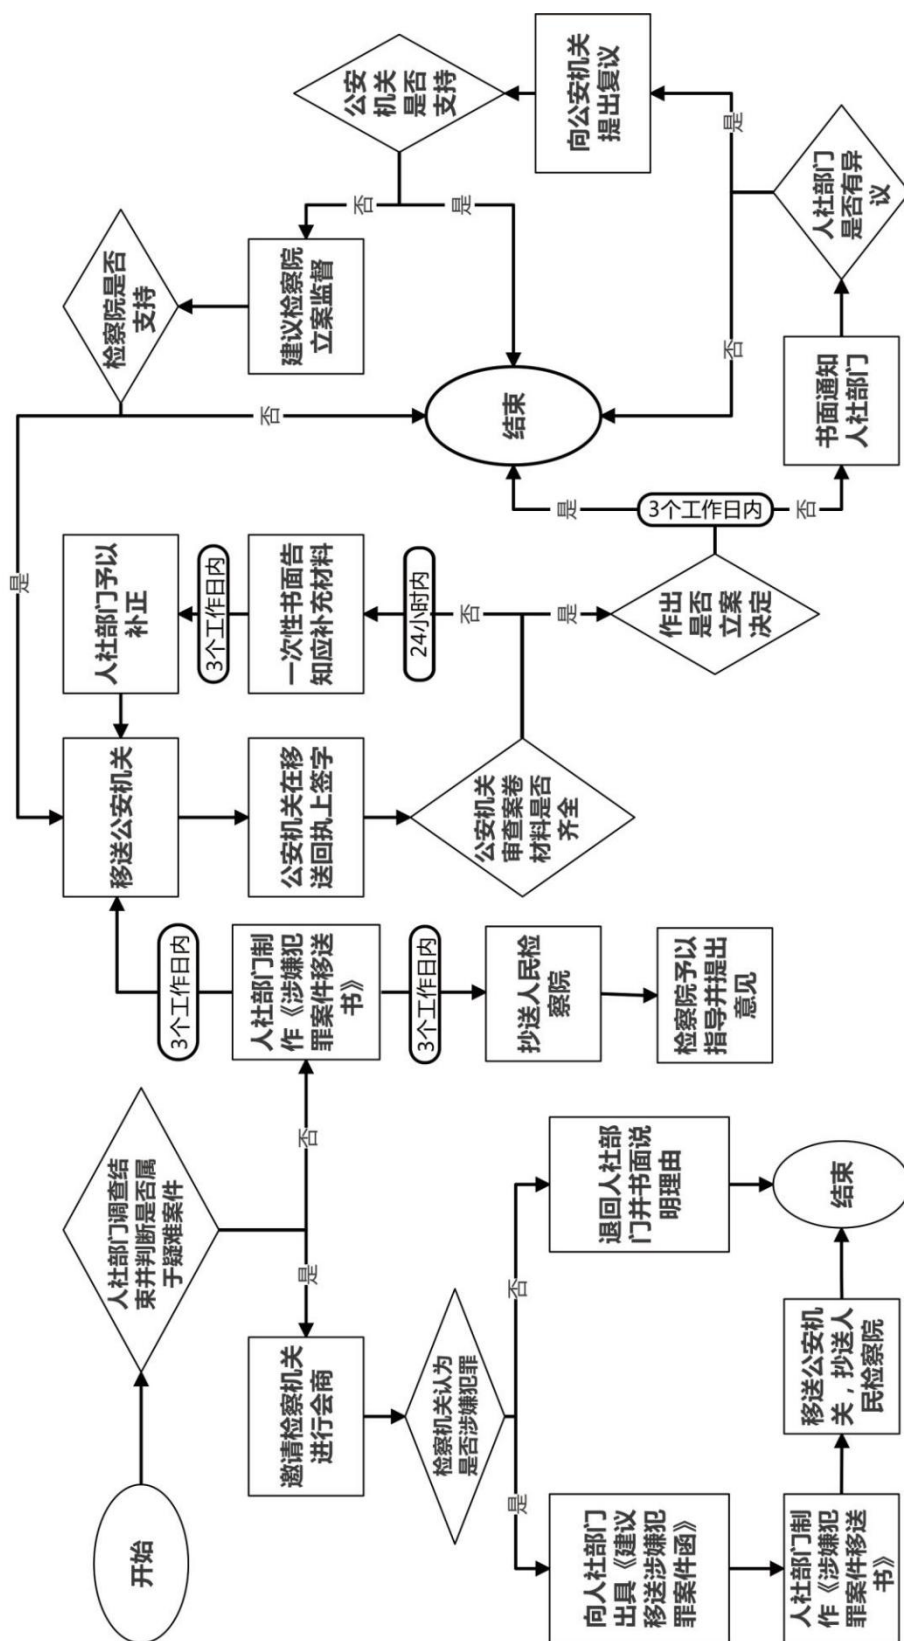 开始
人社部门调查结
束并判断是否属
于疑难案件
是
否
邀请检察机关
进行会商
检察机关认为
是否涉嫌犯罪
是
否
向人社部门
出具《建议
移送涉嫌犯
罪案件函》
人社部门制
作《涉嫌犯
罪案件移送
书》
移送公安机
关，抄送人
民检察院
退回人社部
门并书面说
明理由
结束
人社部门制
作《涉嫌犯
罪案件移送
书》
3个工作日内
3个工作日内
抄送人民检
察院
检察院予以
指导并提出
意见
移送公安机关
公安机关在移
送回执上签字
公安机关
审查案卷
材料是否
齐全
否
24小时内
一次性书面告
知应补充材料
3个工作日内
人社部门予以
补正
是
作出
是否
立案
决定
3个工作日内
是
否
书面通知
人社部门
人社部门
是否有异
议
否
是
向公安机关
提出复议
公安
机关
是否
支持
是
否
建议检察院
立案监督
检察院是否
支持
是
否
结束